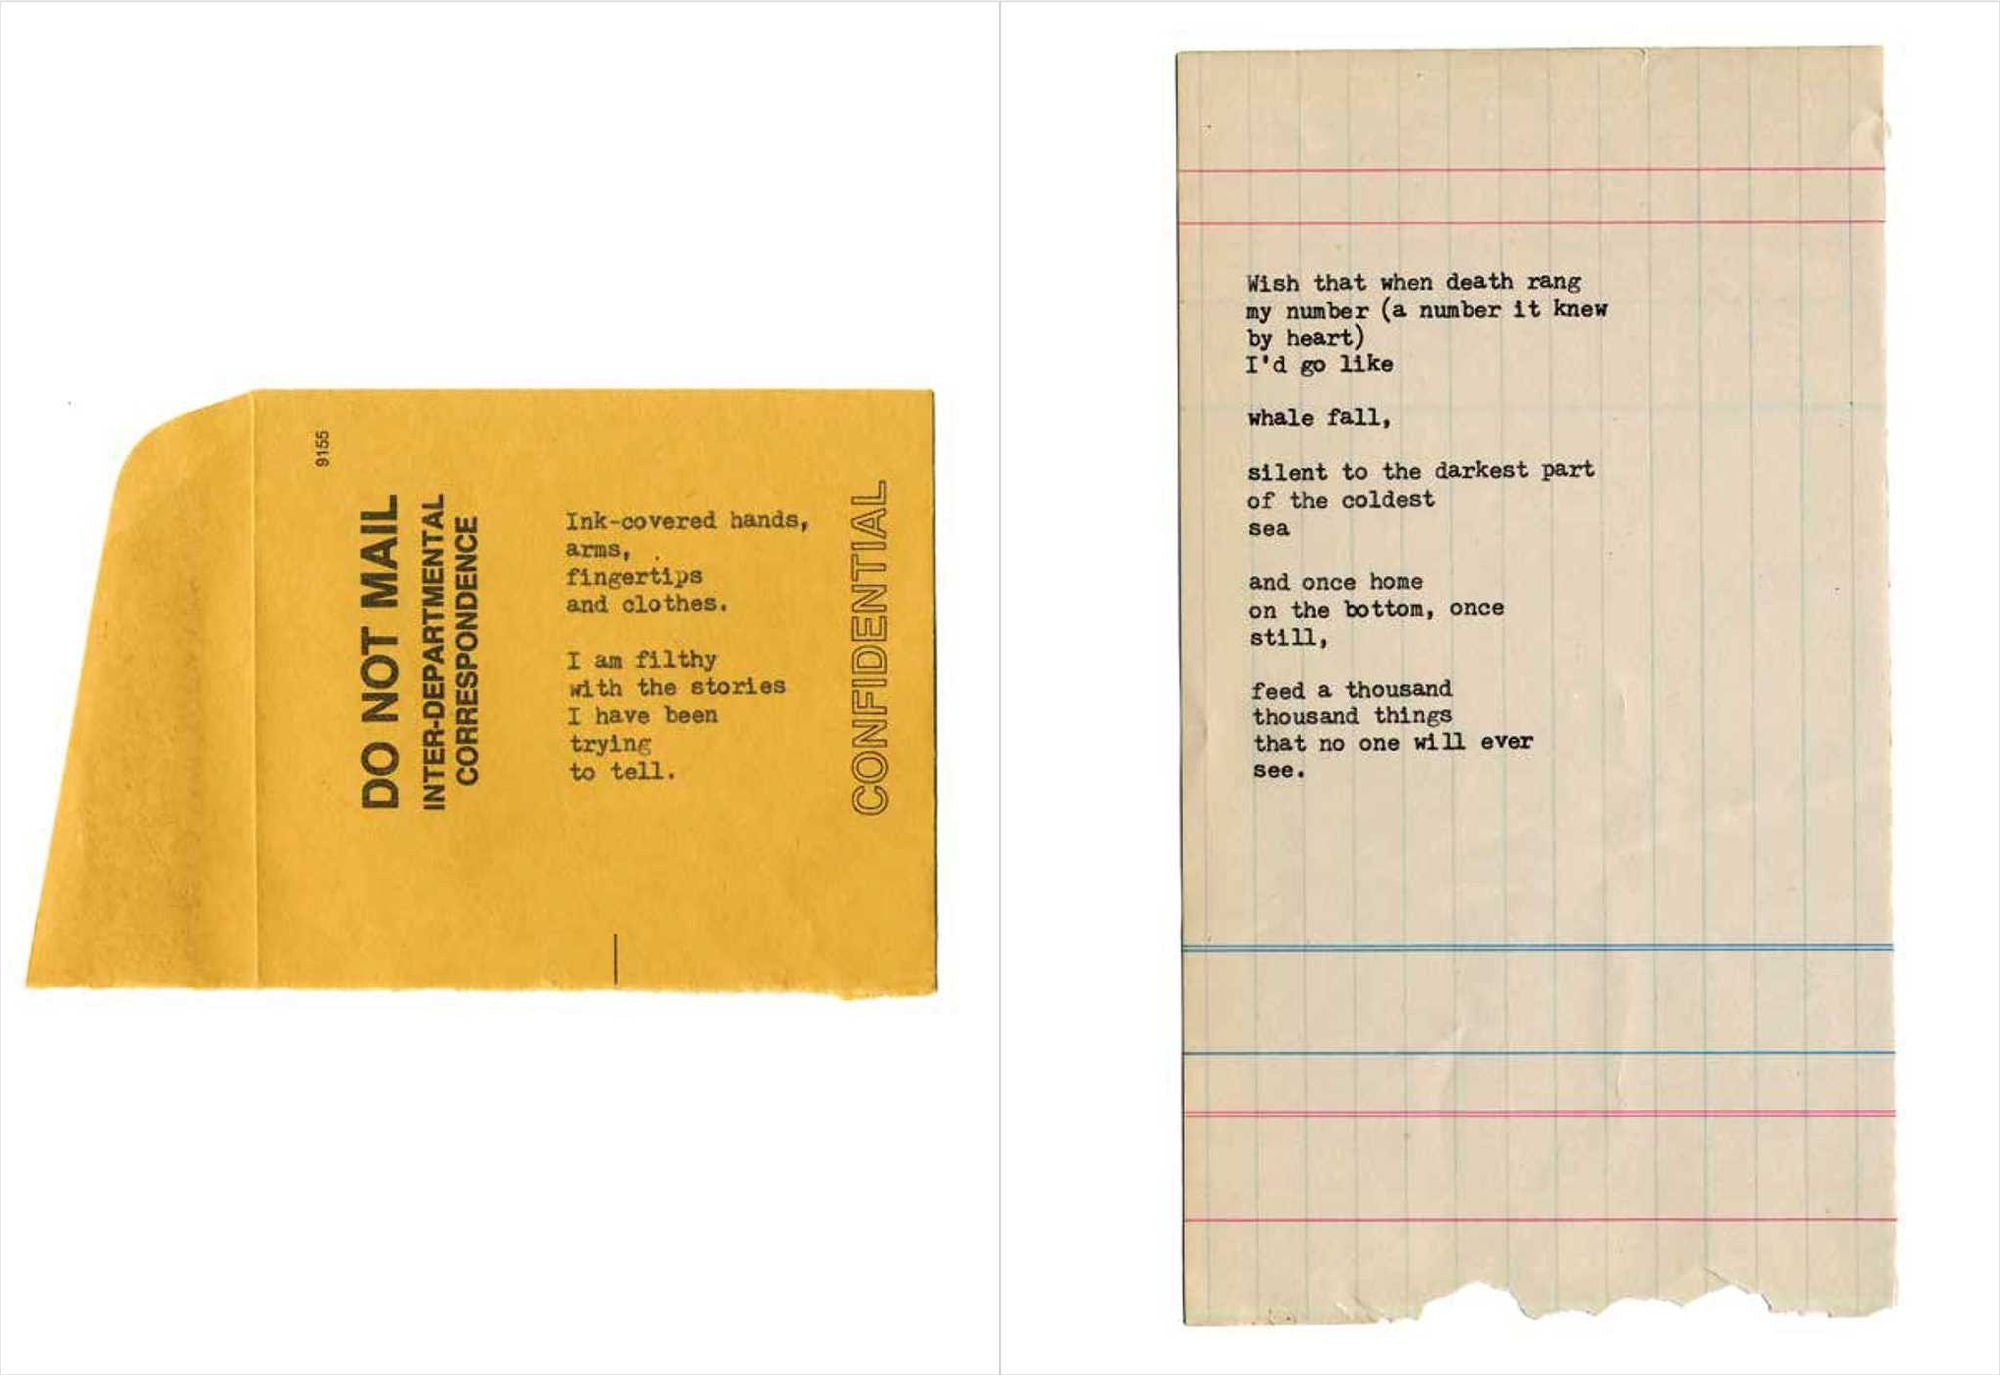 9155
DO NOT MAIL
INTER-DEPARTMENTAL
CORRESPONDENCE
Ink-covered hands,
arms,
fingertips
and clothes.
I am filthy
with the stories
I have been
trying
to tell.
CONFIDENTIAL
Wish that when death rang
my number (a number it knew
by heart)
I'd go like
whale fall,
silent to the darkest part
of the coldest
sea
and once home
on the bottom, once
still,
feed a thousand
thousand things
that no one will ever
see.